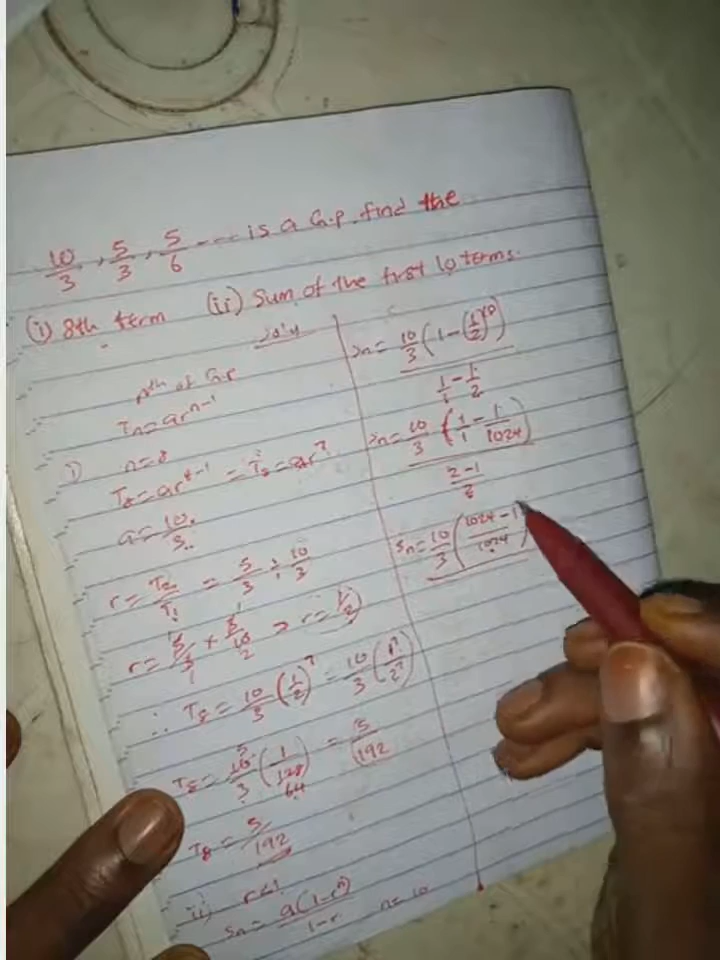 10/3, 5/3, 5/6 --- is a G.P. find the
(i) 8th term (ii) Sum of the first 10 terms.
soln
nth of G.p
Tn = ar^n-1
i) n=8
T8 = ar^8-1 = T8 = ar^7
a = 10/3
r = T2/T1 = 5/3 ÷ 10/3
r = 5/3 × 3/10 > r = 1/2
∴ T8 = 10/3 (1/2)^7 = 10/3 (1^7/2^7)
T8 = 10/3 (1/128) = 5/192
5
64
T8 = 5/192
ii) r<1
Sn = a(1-r^n)/1-r n=10
Sn = 10/3 (1-(1/2)^10)
1/1 - 1/2
Sn = 10/3 (1/1 - 1/1024)
2-1/2
Sn = 10/3 (1024-1/1024)